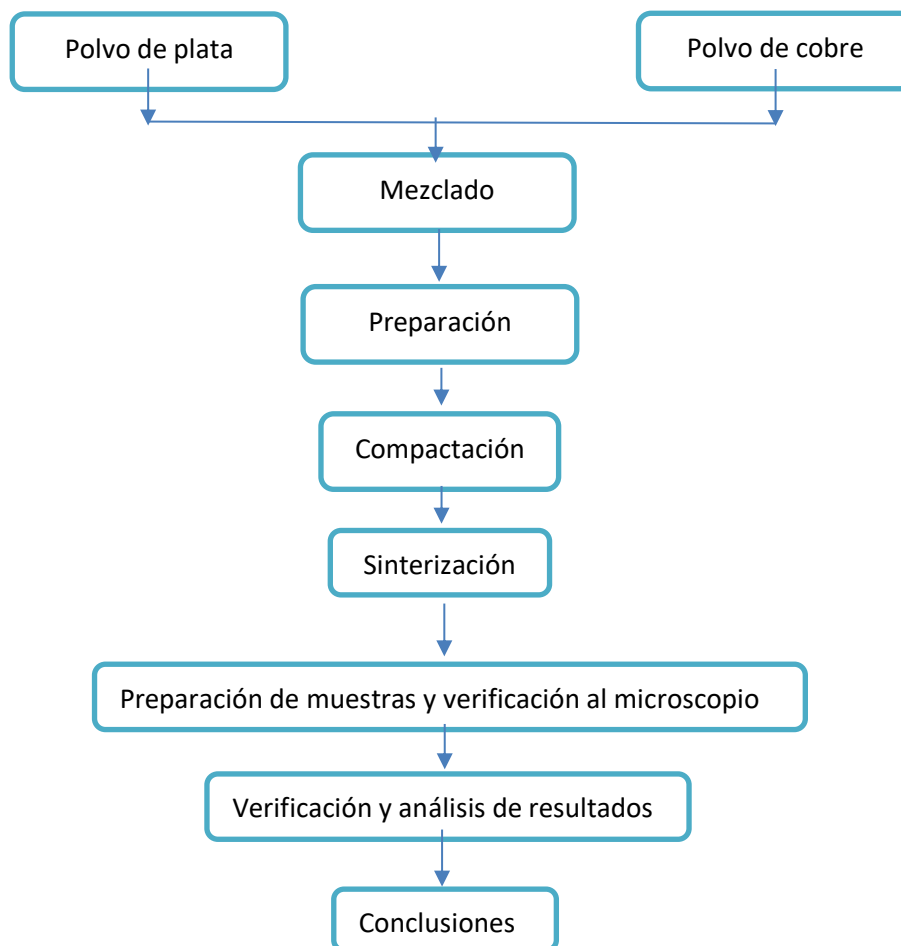 Polvo de plata
Polvo de cobre
Mezclado
Preparación
Compactación
Sinterización
Preparación de muestras y verificación al microscopio
Verificación y análisis de resultados
Conclusiones